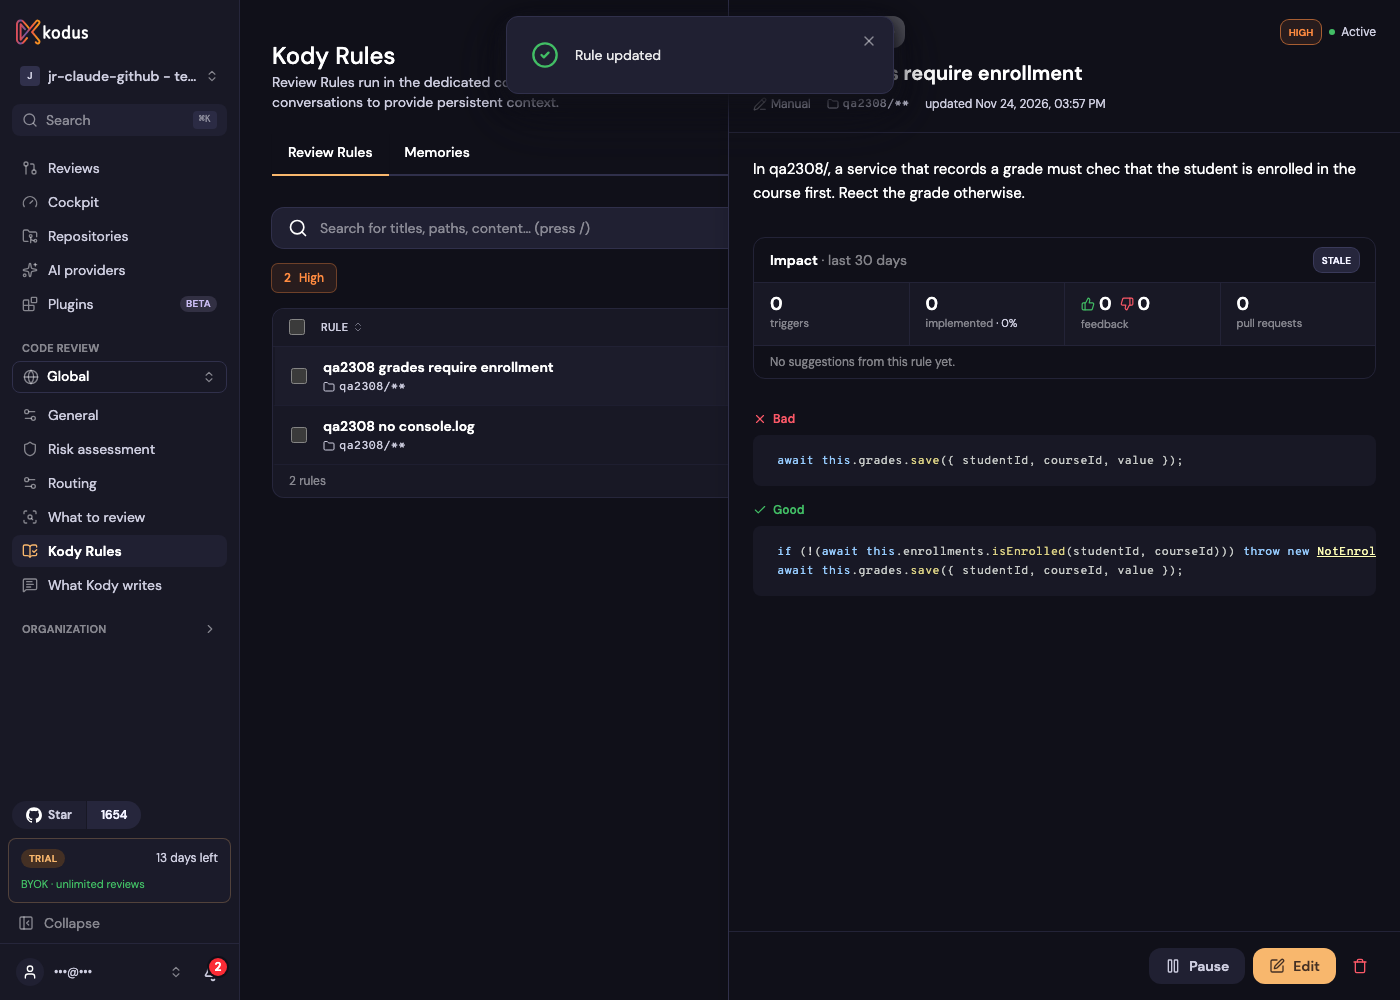 kodus
J jr-claude-github - te...
Search ⌘K
Reviews
Cockpit
Repositories
AI providers
Plugins BETA
CODE REVIEW
Global
General
Risk assessment
Routing
What to review
Kody Rules
What Kody writes
ORGANIZATION
Star 1654
TRIAL 13 days left
BYOK · unlimited reviews
Collapse
•••@•••
2
Kody Rules
Review Rules run in the dedicated
conversations to provide persistent context.
Review Rules Memories
Search for titles, paths, content... (press /)
2 High
RULE
qa2308 grades require enrollment
qa2308/**
qa2308 no console.log
qa2308/**
2 rules
Rule updated
HIGH Active
require enrollment
Manual qa2308/** updated Nov 24, 2026, 03:57 PM
In qa2308/, a service that records a grade must chec that the student is enrolled in the
course first. Reect the grade otherwise.
Impact · last 30 days STALE
0 0 0 0 0
triggers implemented · 0% feedback pull requests
No suggestions from this rule yet.
Bad
await this.grades.save({ studentId, courseId, value });
Good
if (!(await this.enrollments.isEnrolled(studentId, courseId))) throw new NotEnrol
await this.grades.save({ studentId, courseId, value });
Pause Edit